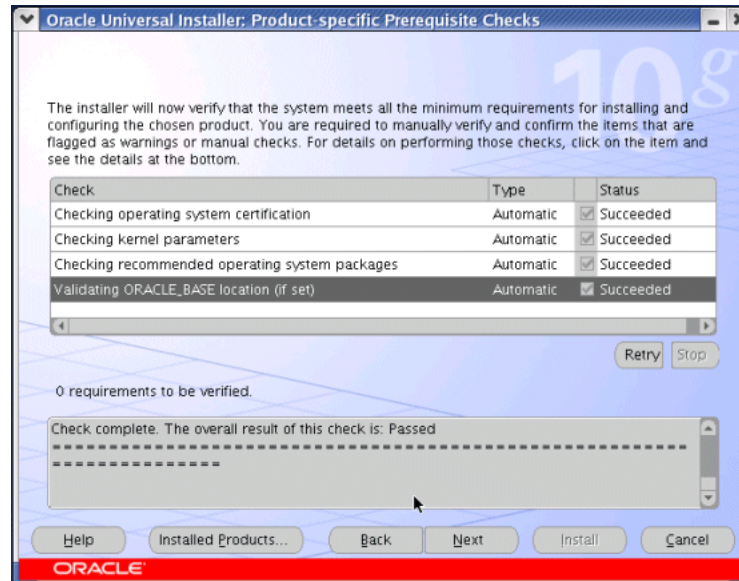 Oracle Universal Installer: Product-specific Prerequisite Checks
10g
The installer will now verify that the system meets all the minimum requirements for installing and
configuring the chosen product. You are required to manually verify and confirm the items that are
flagged as warnings or manual checks. For details on performing those checks, click on the item and
see the details at the bottom.
Check Type Status
Checking operating system certification Automatic Succeeded
Checking kernel parameters Automatic Succeeded
Checking recommended operating system packages Automatic Succeeded
Validating ORACLE_BASE location (if set) Automatic Succeeded
Retry Stop
0 requirements to be verified.
Check complete. The overall result of this check is: Passed
========================================================
===============
Help Installed Products... Back Next Install Cancel
ORACLE